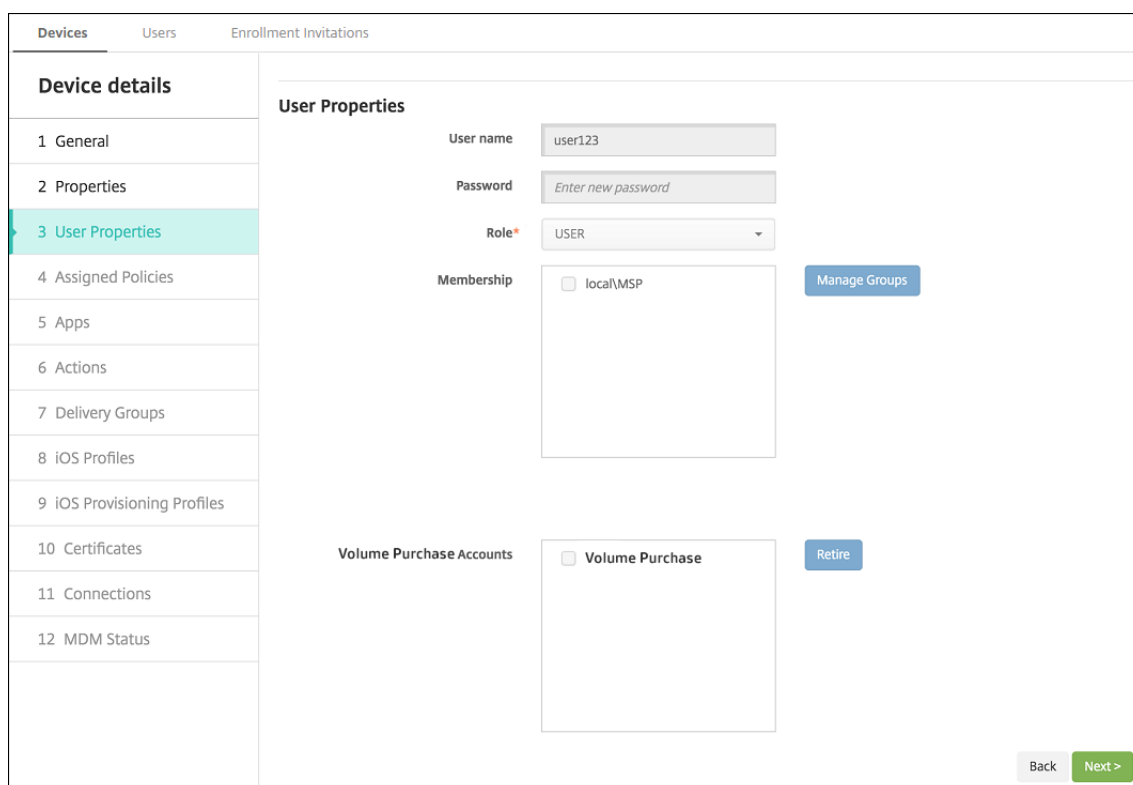 Devices Users Enrollment Invitations
Device details
1 General
2 Properties
3 User Properties
4 Assigned Policies
5 Apps
6 Actions
7 Delivery Groups
8 iOS Profiles
9 iOS Provisioning Profiles
10 Certificates
11 Connections
12 MDM Status
User Properties
User name user123
Password Enter new password
Role* USER
Membership local\MSP Manage Groups
Volume Purchase Accounts Volume Purchase Retire
Back Next >